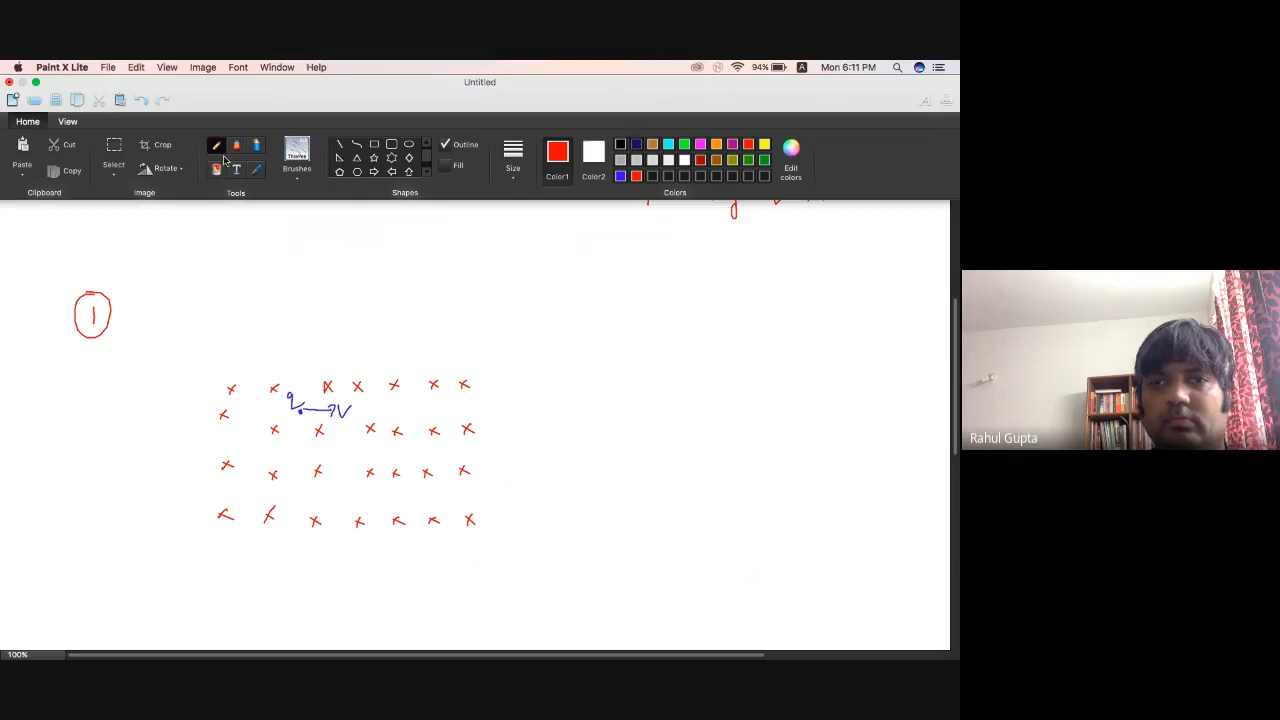 Paint X Lite File Edit View Image Font Window Help 94% A Mon 6:11 PM
Untitled
Home View
Paste Cut Copy Select Crop Rotate T Brushes Outline Fill Size Color1 Color2 Edit colors
Clipboard Image Tools Shapes Colors
1
x x x x x x x
q v
x
x x x x x x
x x x x x x x
x x x x x x x
Rahul Gupta
100%